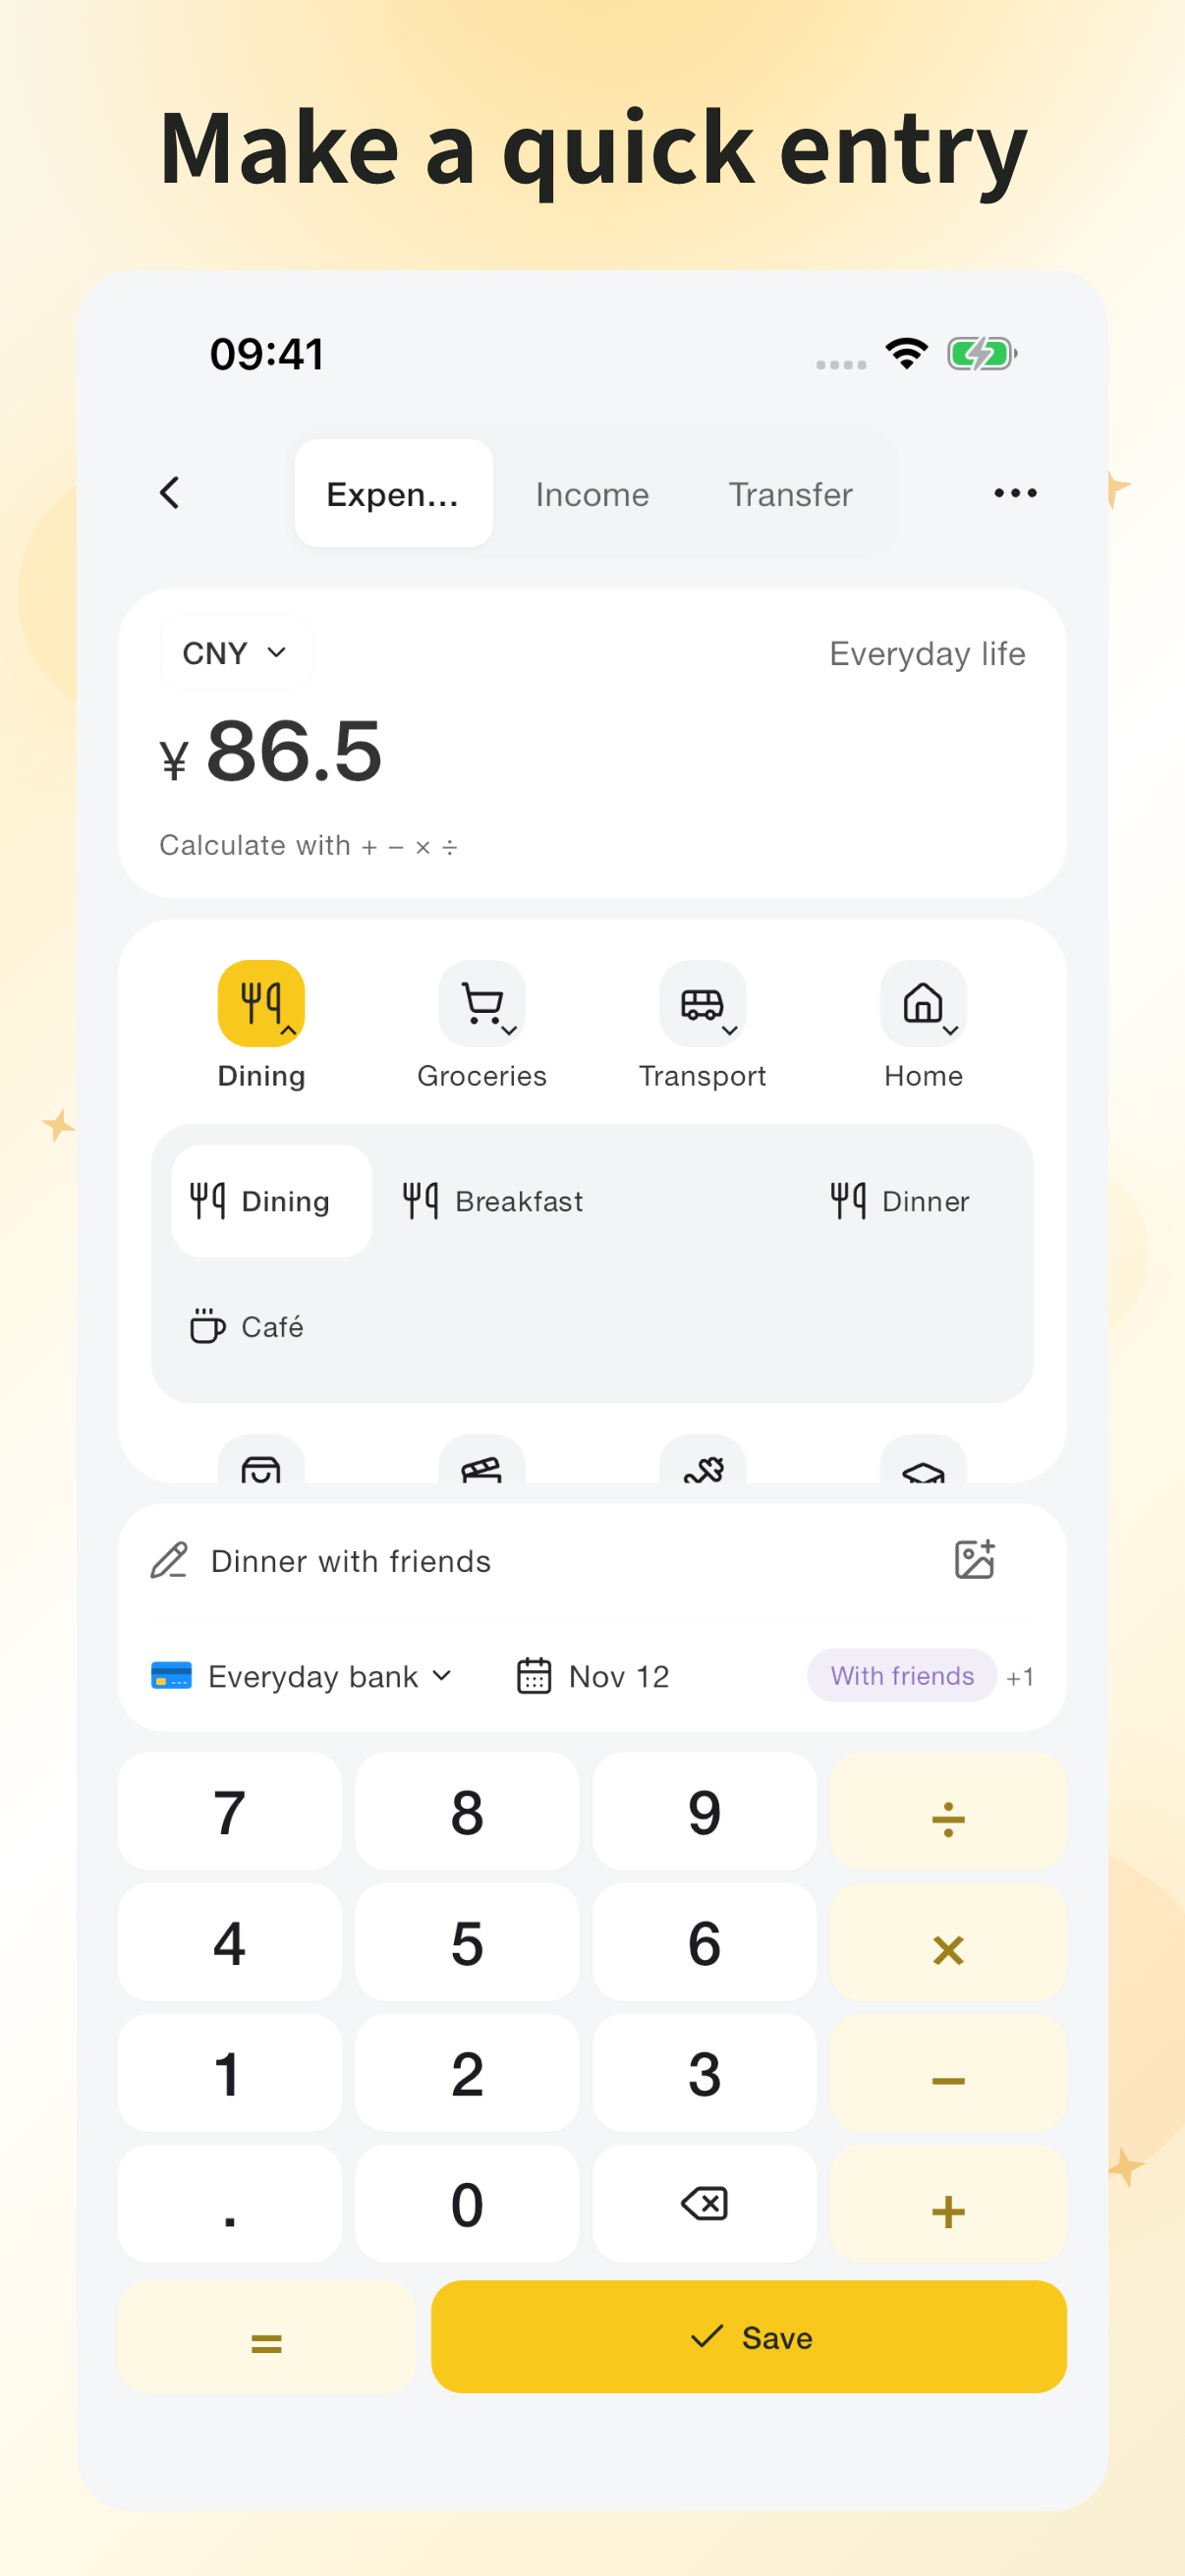 Make a quick entry
09:41
Expen...
Income
Transfer
CNY
Everyday life
¥ 86.5
Calculate with + − × ÷
Dining
Groceries
Transport
Home
Dining
Breakfast
Dinner
Café
Dinner with friends
Everyday bank
Nov 12
With friends
+1
7
8
9
÷
4
5
6
×
1
2
3
−
.
0
+
=
Save